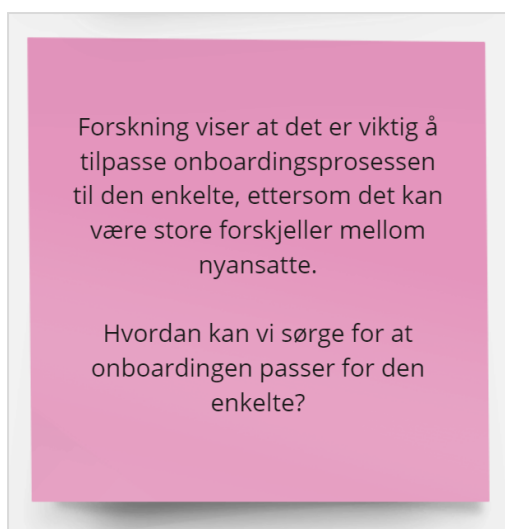 Forskning viser at det er viktig å
tilpasse onboardingsprosessen
til den enkelte, ettersom det kan
være store forskjeller mellom
nyansatte.
Hvordan kan vi sørge for at
onboardingen passer for den
enkelte?